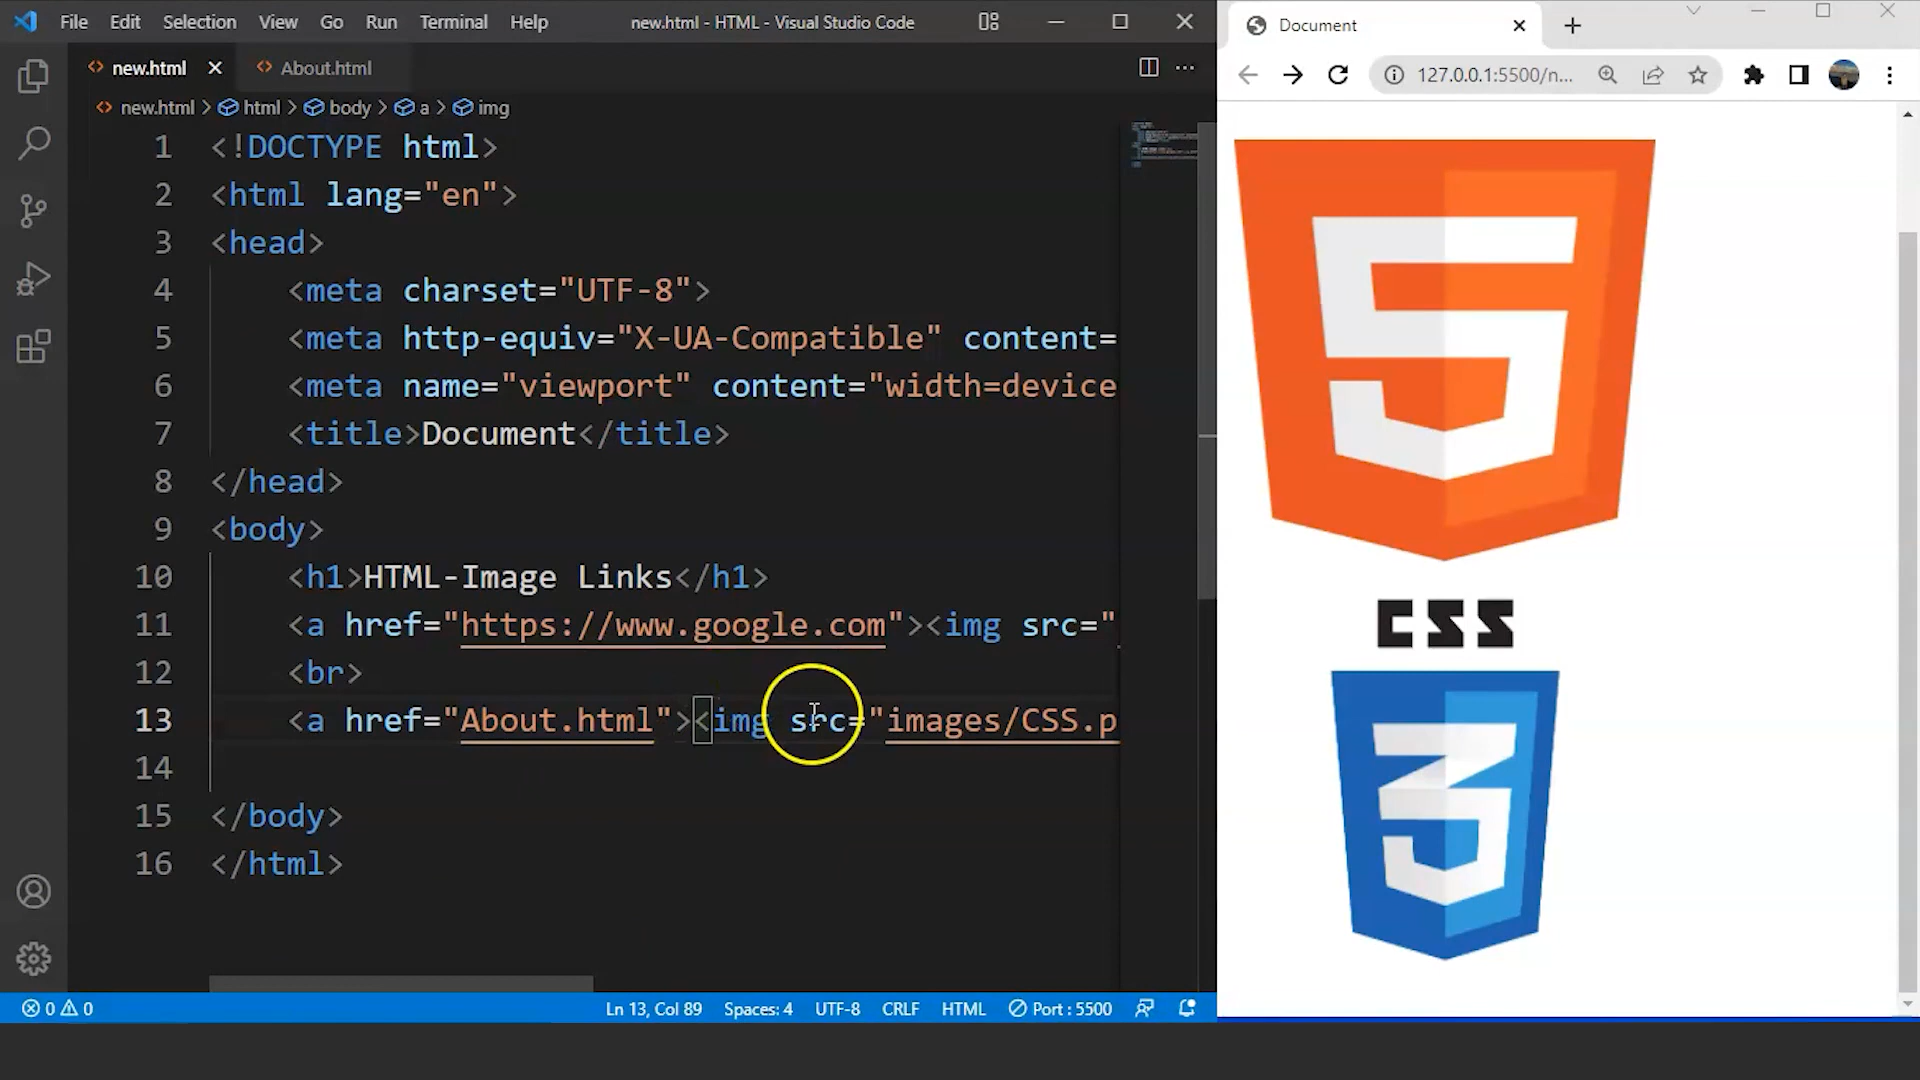 File Edit Selection View Go Run Terminal Help new.html - HTML - Visual Studio Code
new.html About.html
new.html > html > body > a > img
1 <!DOCTYPE html>
2 <html lang="en">
3 <head>
4 <meta charset="UTF-8">
5 <meta http-equiv="X-UA-Compatible" content=
6 <meta name="viewport" content="width=device
7 <title>Document</title>
8 </head>
9 <body>
10 <h1>HTML-Image Links</h1>
11 <a href="https://www.google.com"><img src="
12 <br>
13 <a href="About.html"><img src="images/CSS.p
14
15 </body>
16 </html>
0 0 Ln 13, Col 89 Spaces: 4 UTF-8 CRLF HTML Port : 5500
Document
127.0.0.1:5500/n...
5
CSS
3